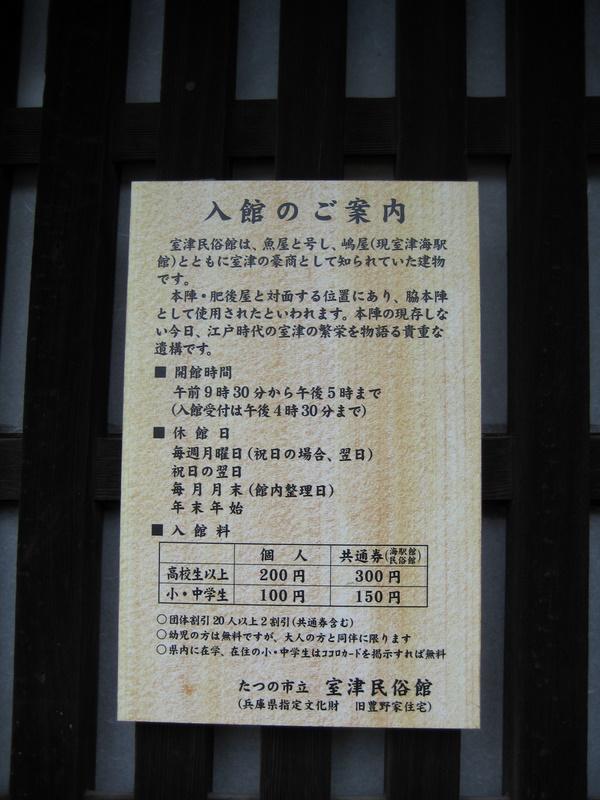 入館のご案内
室津民俗館は、魚屋と号し、嶋屋(現室津海駅
館)とともに室津の豪商として知られていた建物
です。
本陣・肥後屋と対面する位置にあり、脇本陣
として使用されたといわれます。本陣の現存しな
い今日、江戸時代の室津の繁栄を物語る貴重な
遺構です。
■ 開館時間
午前9時30分から午後5時まで
(入館受付は午後4時30分まで)
■ 休館日
毎週月曜日(祝日の場合、翌日)
祝日の翌日
毎月月末(館内整理日)
年末年始
■ 入館料
個人 共通券(海駅館 民俗館)
高校生以上 200円 300円
小・中学生 100円 150円
○団体割引20人以上2割引(共通券含む)
○幼児の方は無料ですが、大人の方と同伴に限ります
○県内に在学、在住の小・中学生はココロカードを掲示すれば無料
たつの市立 室津民俗館
(兵庫県指定文化財 旧豊野家住宅)